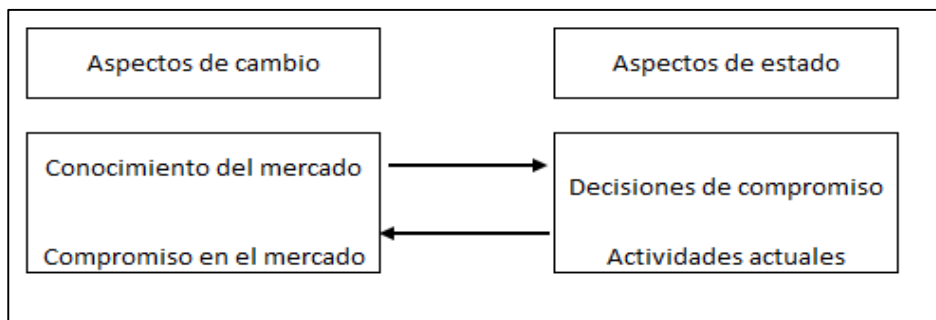 Aspectos de cambio
Aspectos de estado
Conocimiento del mercado
Compromiso en el mercado
Decisiones de compromiso
Actividades actuales